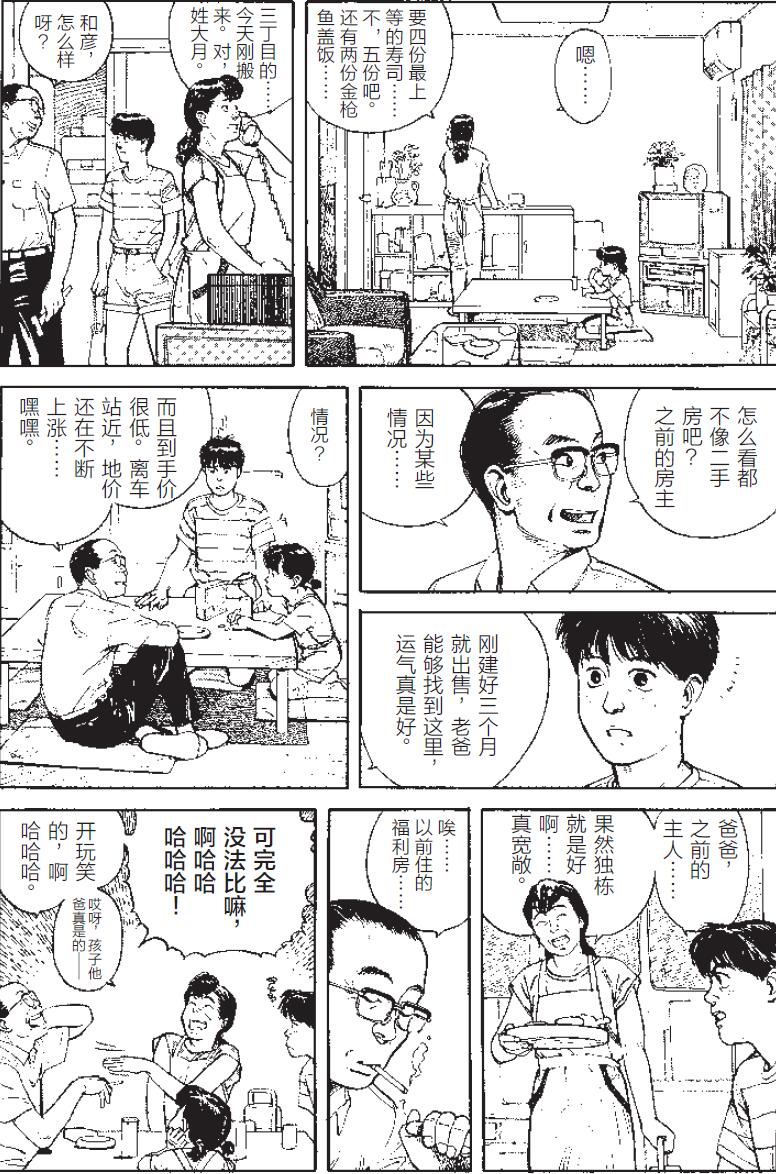 嗯……
要四份最上
等的寿司……
不，五份吧。
还有两份金枪
鱼盖饭……
三丁目的……
今天刚搬
来。对，
姓大月。
和彦，
怎么样
呀？
怎么看都
不像二手
房吧？
之前的房主
因为某些
情况……
刚建好三个月
就出售，老爸
能够找到这里，
运气真是好。
情况？
而且到手价
很低。离车
站近，地价
还在不断
上涨……
嘿嘿。
爸爸，
之前的
主人……
果然独栋
就是好
啊……
真宽敞。
唉……
以前住的
福利房……
可完全
没法比嘛，
啊哈哈
哈哈哈！
哎呀，孩子他
爸真是的——
开玩笑
的，啊
哈哈哈。